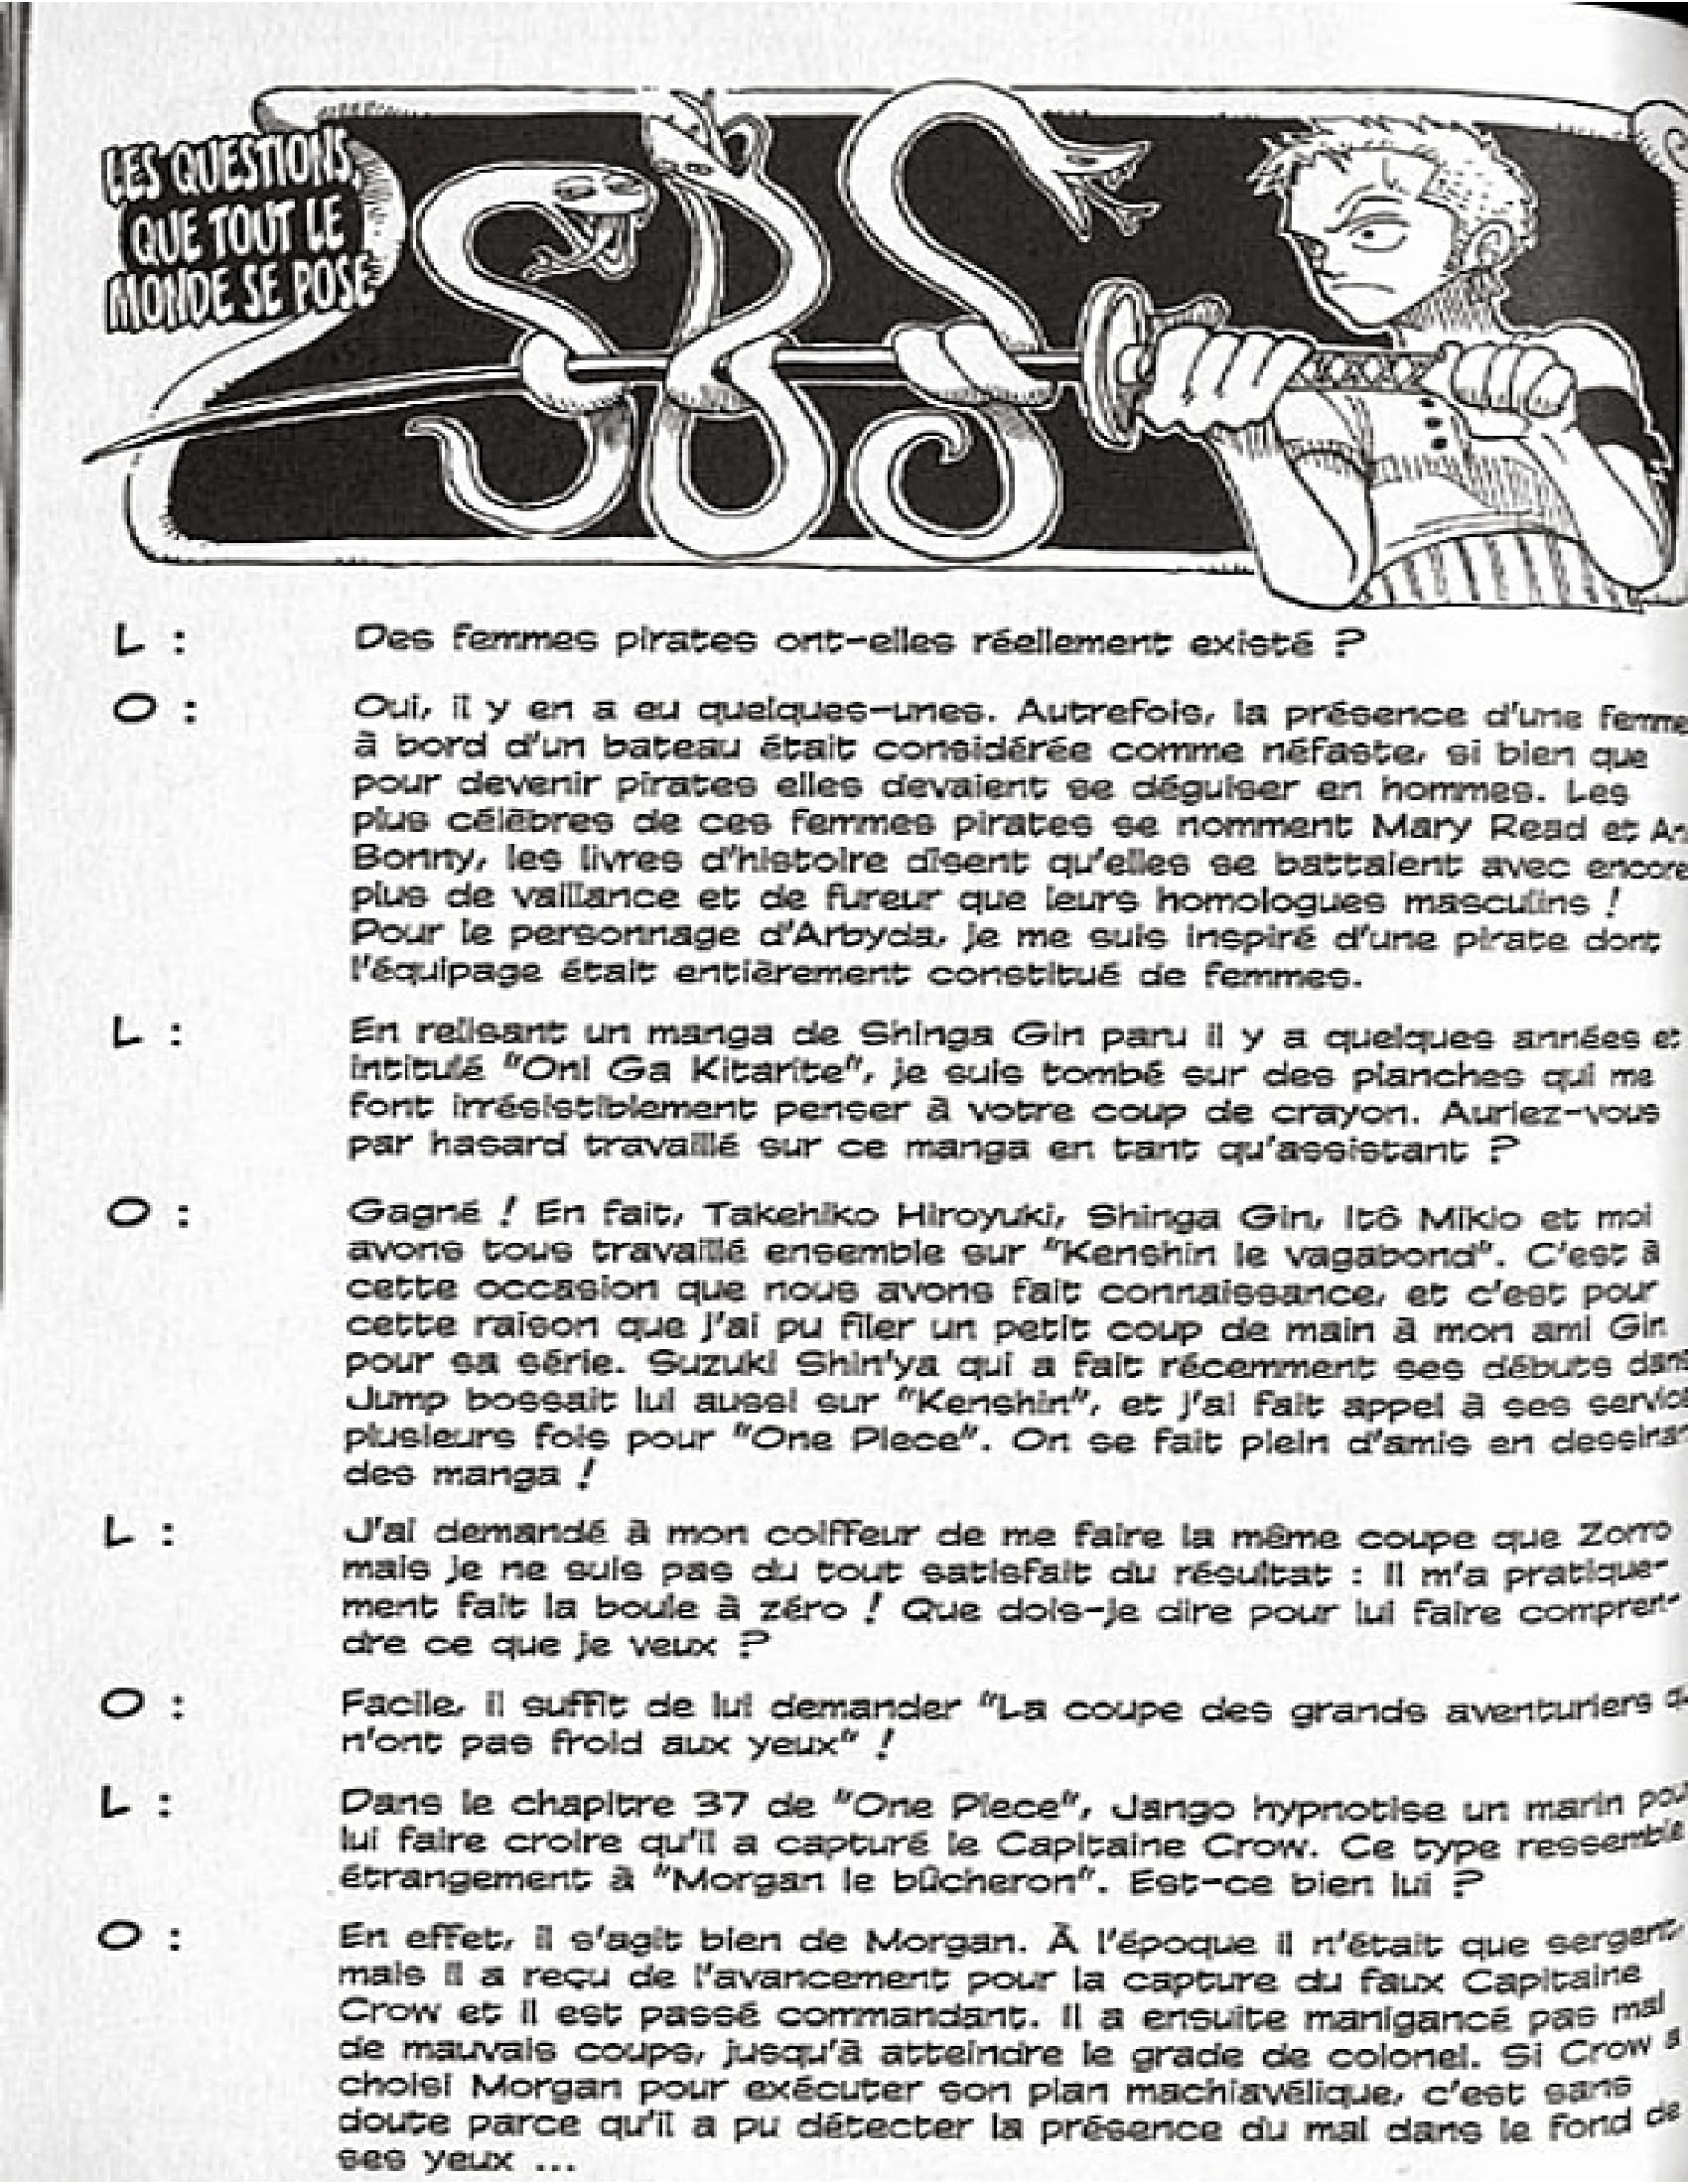 LES QUESTIONS,
QUE TOUT LE
MONDE SE POSE
SBS
L : Des femmes pirates ont-elles réellement existé ?
O : Oui, il y en a eu quelques-unes. Autrefois, la présence d'une femme
à bord d'un bateau était considérée comme néfaste, si bien que
pour devenir pirates elles devaient se déguiser en hommes. Les
plus célèbres de ces femmes pirates se nomment Mary Read et
Bonny, les livres d'histoire disent qu'elles se battaient avec encore
plus de vaillance et de fureur que leurs homologues masculins !
Pour le personnage d'Arbyda, je me suis inspiré d'une pirate dont
l'équipage était entièrement constitué de femmes.
L : En relisant un manga de Shinga Gin paru il y a quelques années et
intitulé "Oni Ga Kitarite", je suis tombé sur des planches qui me
font irrésistiblement penser à votre coup de crayon. Auriez-vous
par hasard travaillé sur ce manga en tant qu'assistant ?
O : Gagné ! En fait, Takehiko Hiroyuki, Shinga Gin, Itô Mikio et moi
avons tous travaillé ensemble sur "Kenshin le vagabond". C'est à
cette occasion que nous avons fait connaissance, et c'est pour
cette raison que j'ai pu filer un petit coup de main à mon ami Gin
pour sa série. Suzuki Shin'ya qui a fait récemment ses débuts dans
Jump bossait lui aussi sur "Kenshin", et j'ai fait appel à ses
plusieurs fois pour "One Piece". On se fait plein d'amis en
des manga !
L : J'ai demandé à mon coiffeur de me faire la même coupe que Zorro
mais je ne suis pas du tout satisfait du résultat : Il m'a pratique-
ment fait la boule à zéro ! Que dois-je dire pour lui faire compren-
dre ce que je veux ?
O : Facile, il suffit de lui demander "La coupe des grands aventuriers
n'ont pas froid aux yeux" !
L : Dans le chapitre 37 de "One Piece", Jango hypnotise un marin pour
lui faire croire qu'il a capturé le Capitaine Crow. Ce type ressemble
étrangement à "Morgan le bûcheron". Est-ce bien lui ?
O : En effet, il s'agit bien de Morgan. À l'époque il n'était que sergent,
mais il a reçu de l'avancement pour la capture du faux Capitaine
Crow et il est passé commandant. Il a ensuite manigancé pas mal
de mauvais coups, jusqu'à atteindre le grade de colonel. Si Crow a
choisi Morgan pour exécuter son plan machiavélique, c'est sans
doute parce qu'il a pu détecter la présence du mal dans le fond de
ses yeux ...